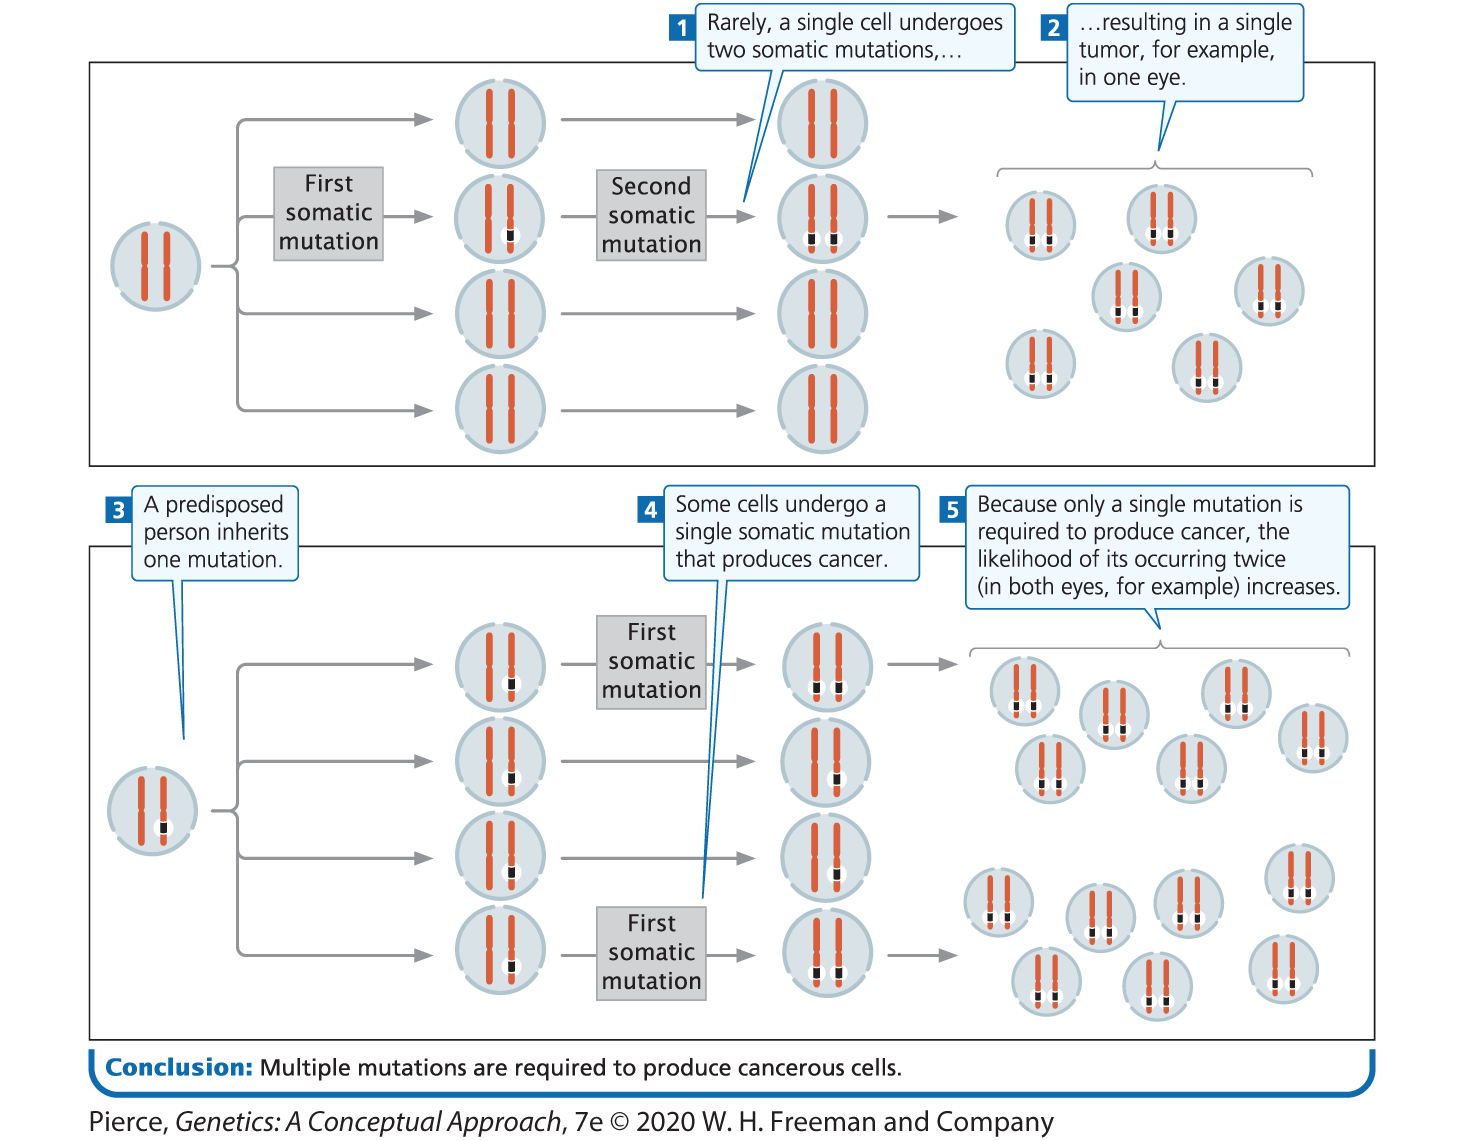 1 Rarely, a single cell undergoes
two somatic mutations,…
2 …resulting in a single
tumor, for example,
in one eye.
First
somatic
mutation
Second
somatic
mutation
3 A predisposed
person inherits
one mutation.
4 Some cells undergo a
single somatic mutation
that produces cancer.
5 Because only a single mutation is
required to produce cancer, the
likelihood of its occurring twice
(in both eyes, for example) increases.
First
somatic
mutation
First
somatic
mutation
Conclusion: Multiple mutations are required to produce cancerous cells.
Pierce, Genetics: A Conceptual Approach, 7e © 2020 W. H. Freeman and Company